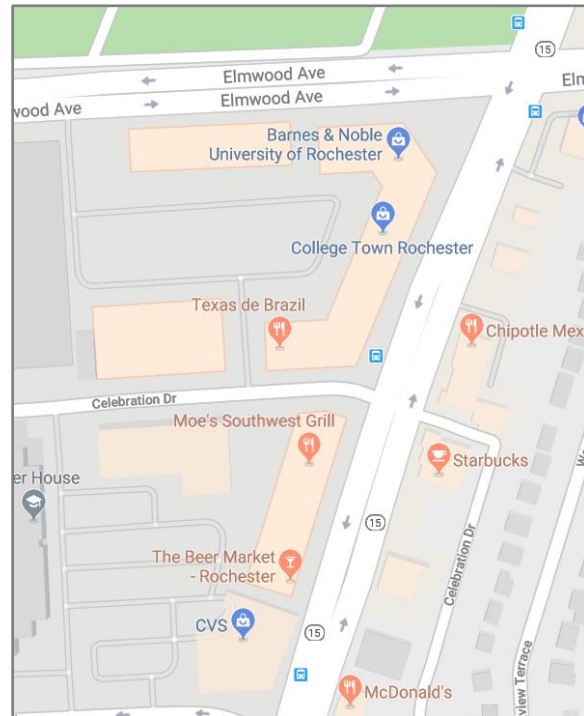 15
Elmwood Ave
Elm
wood Ave
Elmwood Ave
Barnes & Noble
University of Rochester
College Town Rochester
Texas de Brazil
Chipotle Mex
Celebration Dr
Moe's Southwest Grill
Starbucks
er House
15
The Beer Market
- Rochester
Celebration Dr
CVS
15
view Terrace
McDonald's